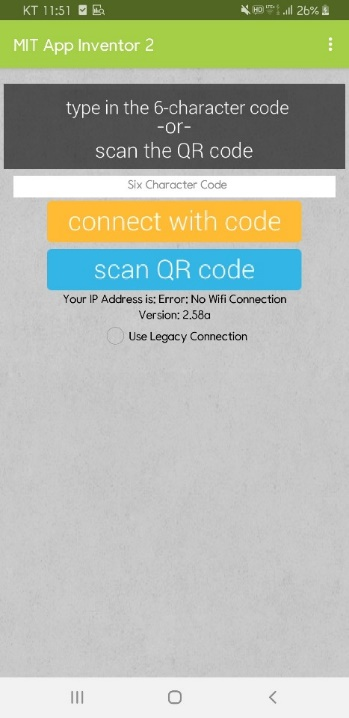 KT 11:51
26%
MIT App Inventor 2
type in the 6-character code
-or-
scan the QR code
Six Character Code
connect with code
scan QR code
Your IP Address is: Error: No Wifi Connection
Version: 2.58a
Use Legacy Connection